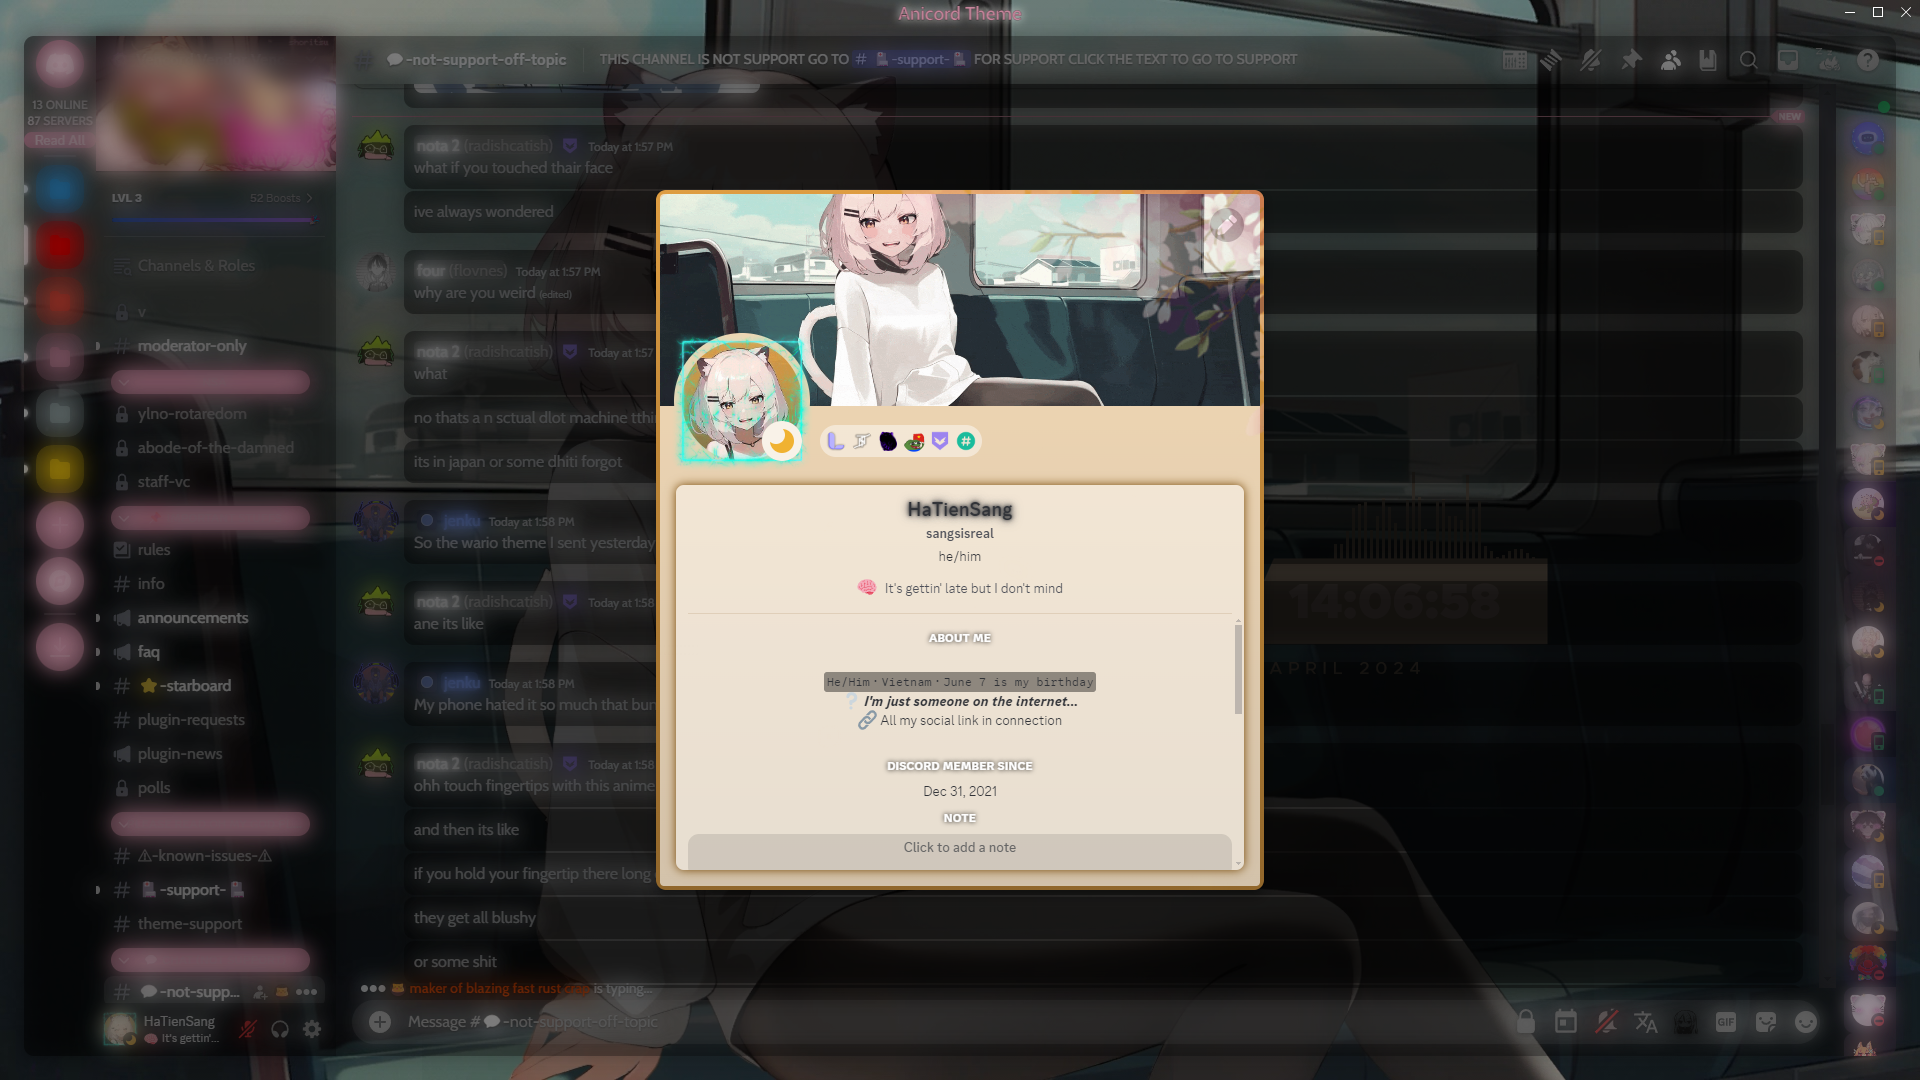 Anicord Theme
13 ONLINE
87 SERVERS
Read All
LVL 3
52 Boosts
Channels & Roles
v
moderator-only
ylno-rotaredom
abode-of-the-damned
staff-vc
rules
info
announcements
faq
⭐-starboard
plugin-requests
plugin-news
polls
⚠-known-issues-⚠
-support-
theme-support
💬-not-supp...
HaTienSang
It's gettin'...
# 💬-not-support-off-topic
THIS CHANNEL IS NOT SUPPORT GO TO # -support- FOR SUPPORT CLICK THE TEXT TO GO TO SUPPORT
NEW
nota 2 (radishcatish) Today at 1:57 PM
what if you touched thair face
ive always wondered
four (flovnes) Today at 1:57 PM
why are you weird (edited)
nota 2 (radishcatish) Today at 1:57
what
no thats a n sctual dlot machine tthi
its in japan or some dhiti forgot
jenku Today at 1:58 PM
So the wario theme I sent yesterday
nota 2 (radishcatish) Today at 1:58
ane its like
jenku Today at 1:58 PM
My phone hated it so much that bun
nota 2 (radishcatish) Today at 1:58
ohh touch fingertips with this anime
and then its like
if you hold your fingertip there long
they get all blushy
or some shit
maker of blazing fast rust crap is typing...
Message # 💬-not-support-off-topic
GIF
HaTienSang
sangsisreal
he/him
🧠 It's gettin' late but I don't mind
ABOUT ME
He/Him • Vietnam • June 7 is my birthday
❔ I'm just someone on the internet...
🔗 All my social link in connection
DISCORD MEMBER SINCE
Dec 31, 2021
NOTE
Click to add a note
14:06:58
APRIL 2024